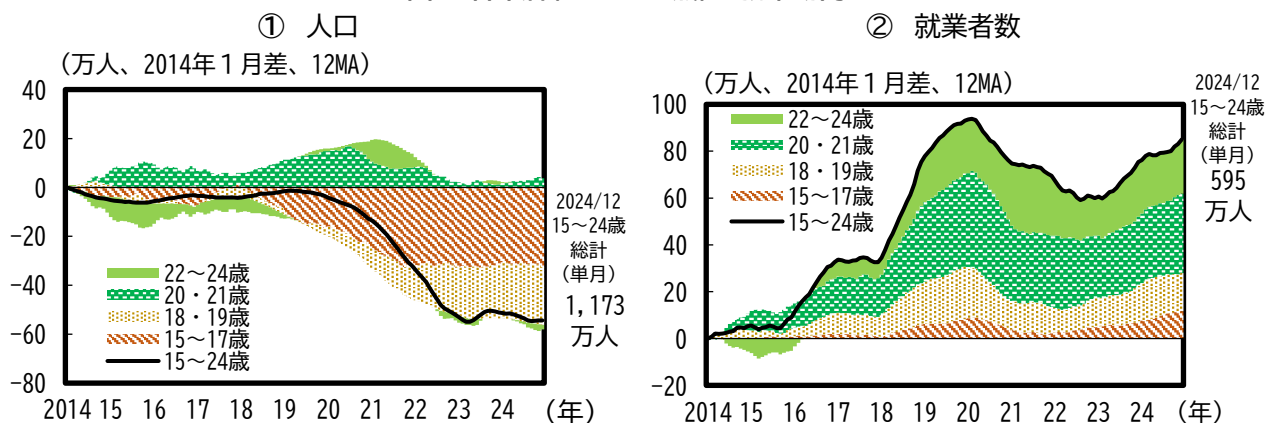 ① 人口
（万人、2014年１月差、12MA）
40
20
0
−20
−40
−60
−80
22～24歳
20・21歳
18・19歳
15～17歳
15～24歳
2014 15 16 17 18 19 20 21 22 23 24 （年）
2024/12
15～24歳
総計
（単月）
1,173
万人
② 就業者数
（万人、2014年１月差、12MA）
100
80
60
40
20
0
−20
22～24歳
20・21歳
18・19歳
15～17歳
15～24歳
2014 15 16 17 18 19 20 21 22 23 24 （年）
2024/12
15～24歳
総計
（単月）
595
万人